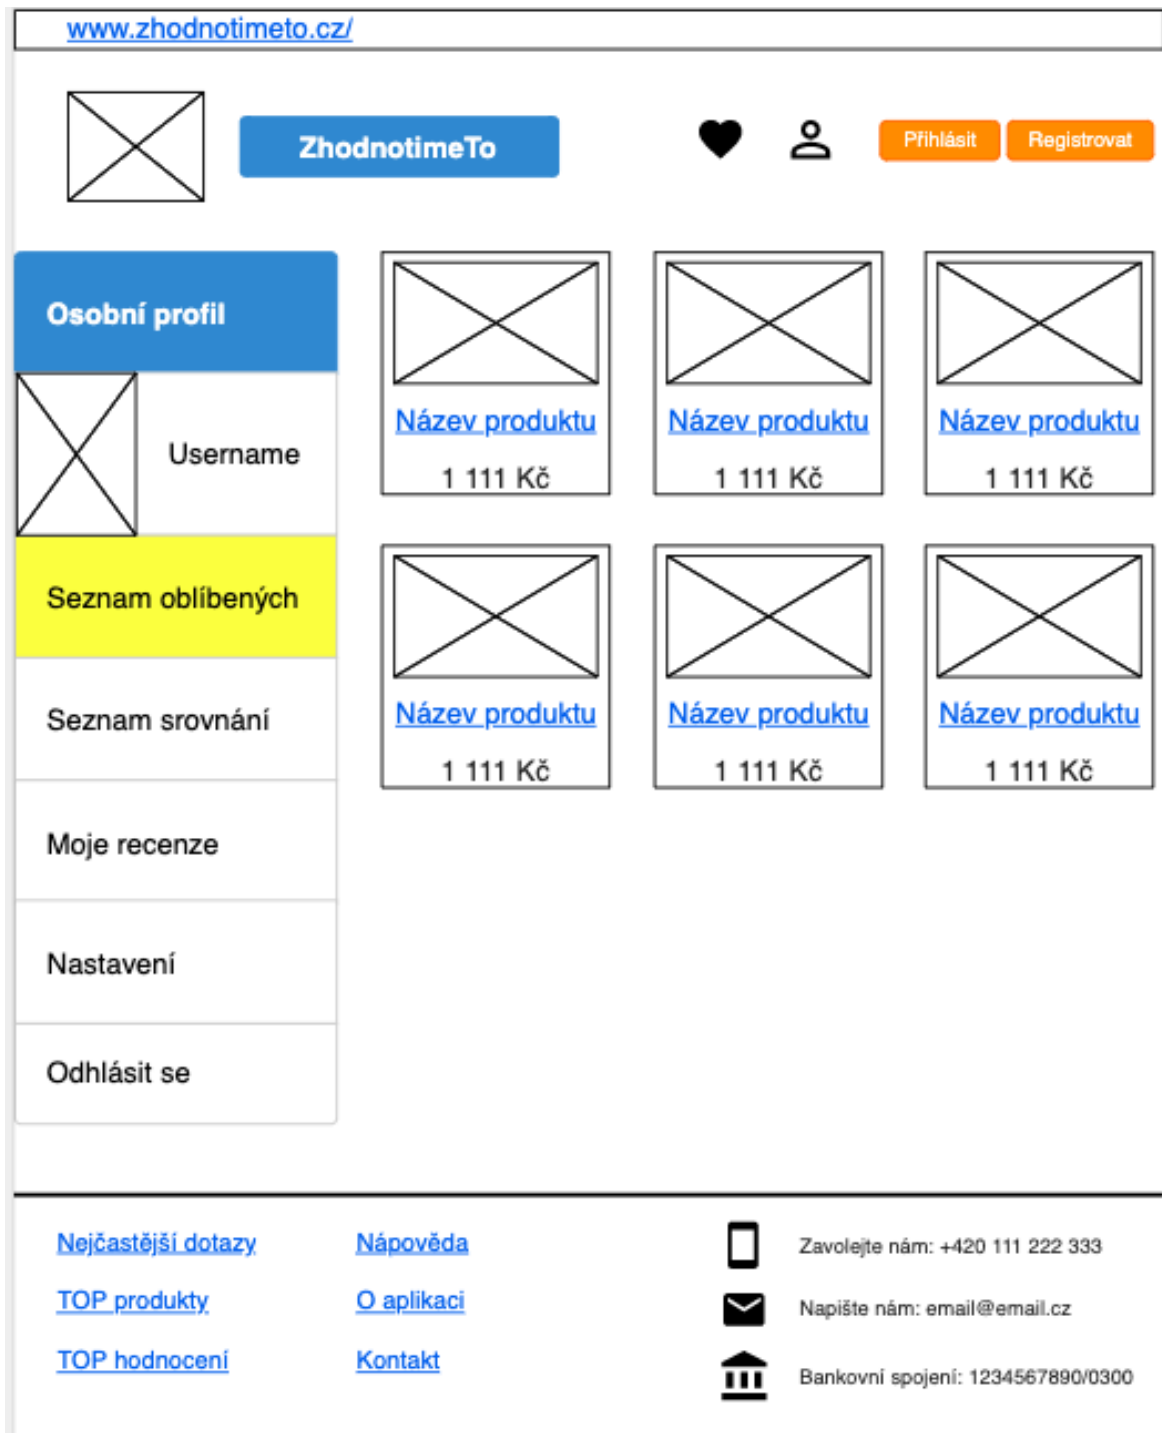 www.zhodnotimeto.cz/
ZhodnotimeTo
Přihlásit
Registrovat
Osobní profil
Username
Seznam oblíbených
Seznam srovnání
Moje recenze
Nastavení
Odhlásit se
Název produktu
1 111 Kč
Název produktu
1 111 Kč
Název produktu
1 111 Kč
Název produktu
1 111 Kč
Název produktu
1 111 Kč
Název produktu
1 111 Kč
Nejčastější dotazy
TOP produkty
TOP hodnocení
Nápověda
O aplikaci
Kontakt
Zavolejte nám: +420 111 222 333
Napište nám: email@email.cz
Bankovní spojení: 1234567890/0300